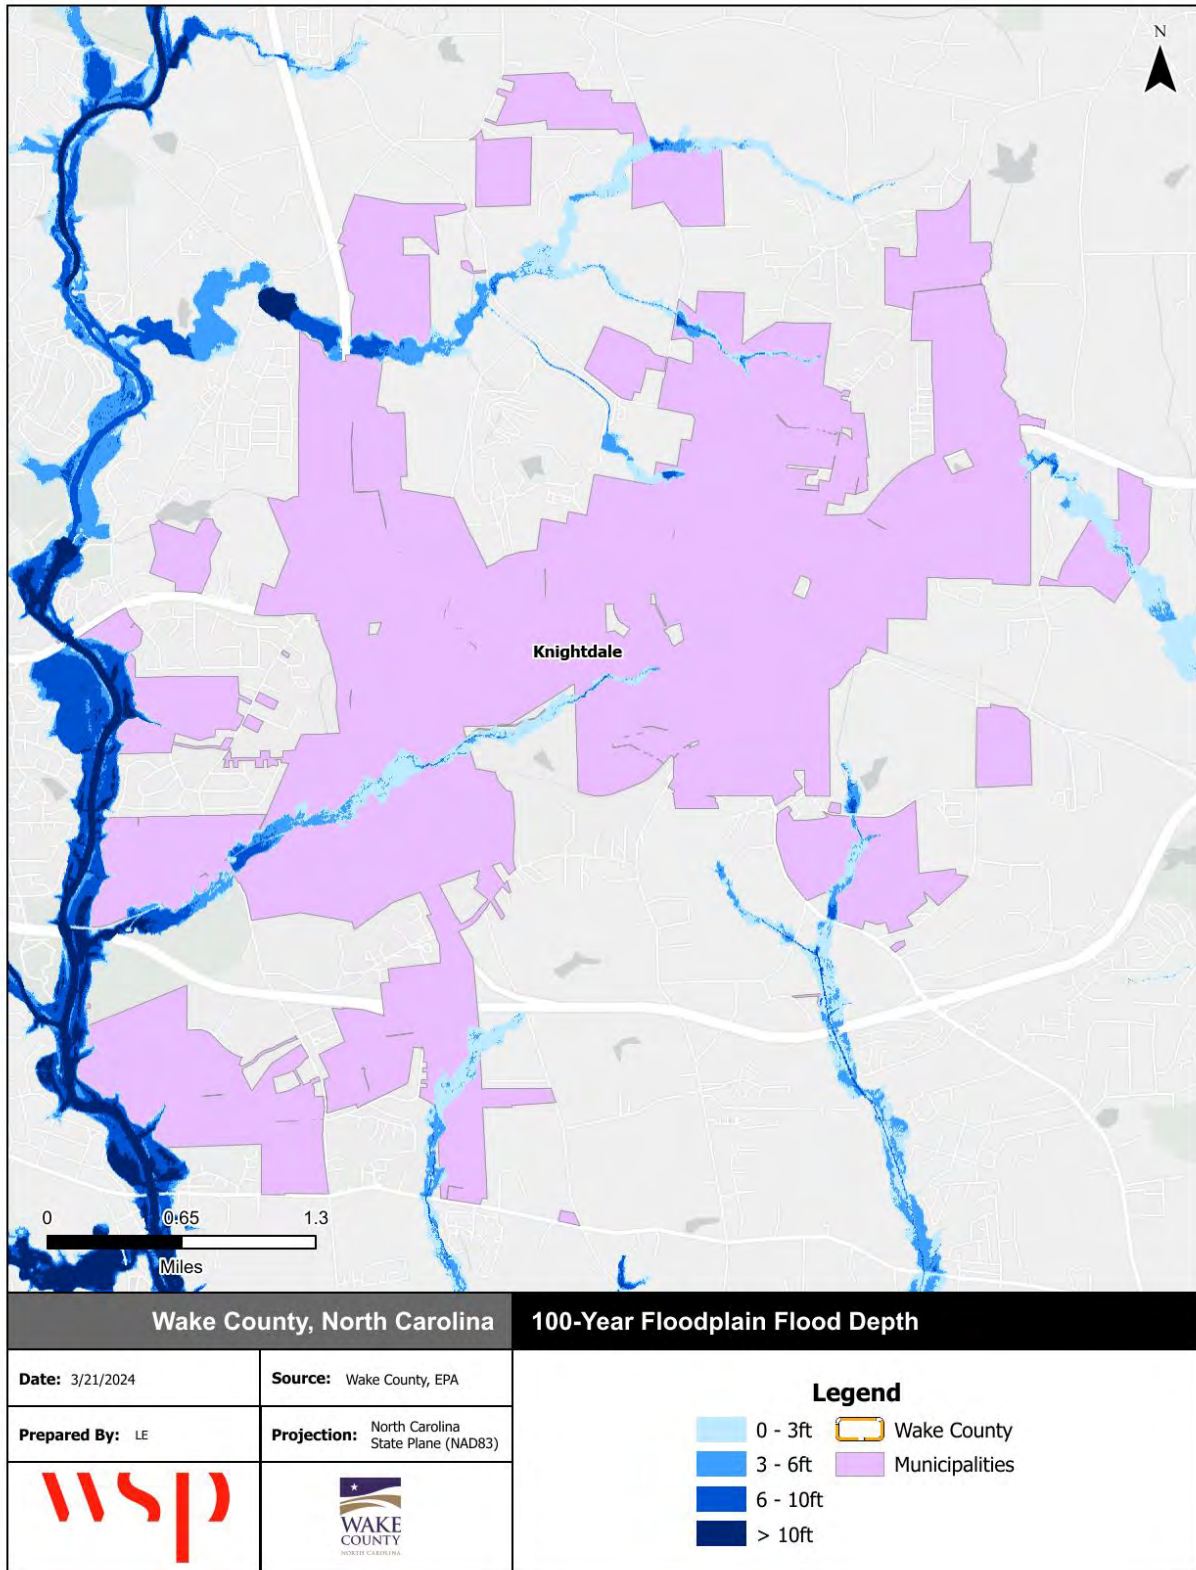 N
Knightdale
0 0.65 1.3
Miles
Wake County, North Carolina
100-Year Floodplain Flood Depth
Date: 3/21/2024
Source: Wake County, EPA
Prepared By: LE
Projection: North Carolina
State Plane (NAD83)
wsp
WAKE
COUNTY
NORTH CAROLINA
Legend
0 - 3ft Wake County
3 - 6ft Municipalities
6 - 10ft
> 10ft